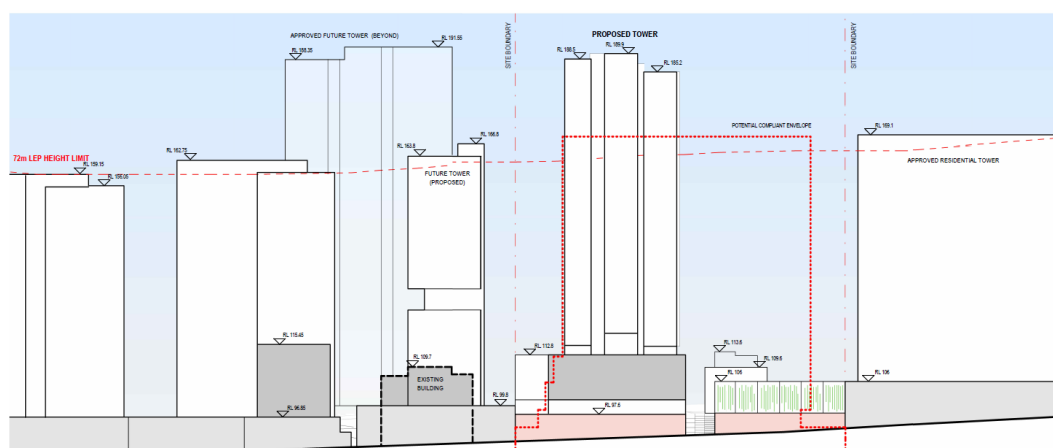 APPROVED FUTURE TOWER (BEYOND)
RL 191.55
RL 188.35
PROPOSED TOWER
RL 189.9
RL 188.5
RL 185.2
SITE BOUNDARY
SITE BOUNDARY
POTENTIAL COMPLIANT ENVELOPE
RL 169.1
72m LEP HEIGHT LIMIT
RL 159.15
RL 162.75
RL 163.8
RL 166.8
APPROVED RESIDENTIAL TOWER
FUTURE TOWER
(PROPOSED)
RL 115.45
RL 109.7
EXISTING
BUILDING
RL 112.8
RL 113.6
RL 109.6
RL 106
RL 106
RL 96.65
RL 99.8
RL 97.6